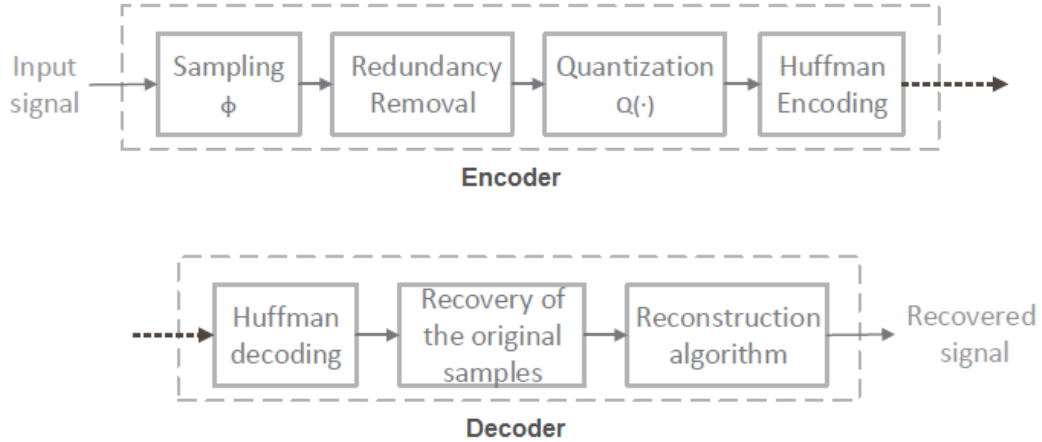 Input
signal
Sampling
ϕ
Redundancy
Removal
Quantization
Q(·)
Huffman
Encoding
Encoder
Huffman
decoding
Recovery of
the original
samples
Reconstruction
algorithm
Recovered
signal
Decoder